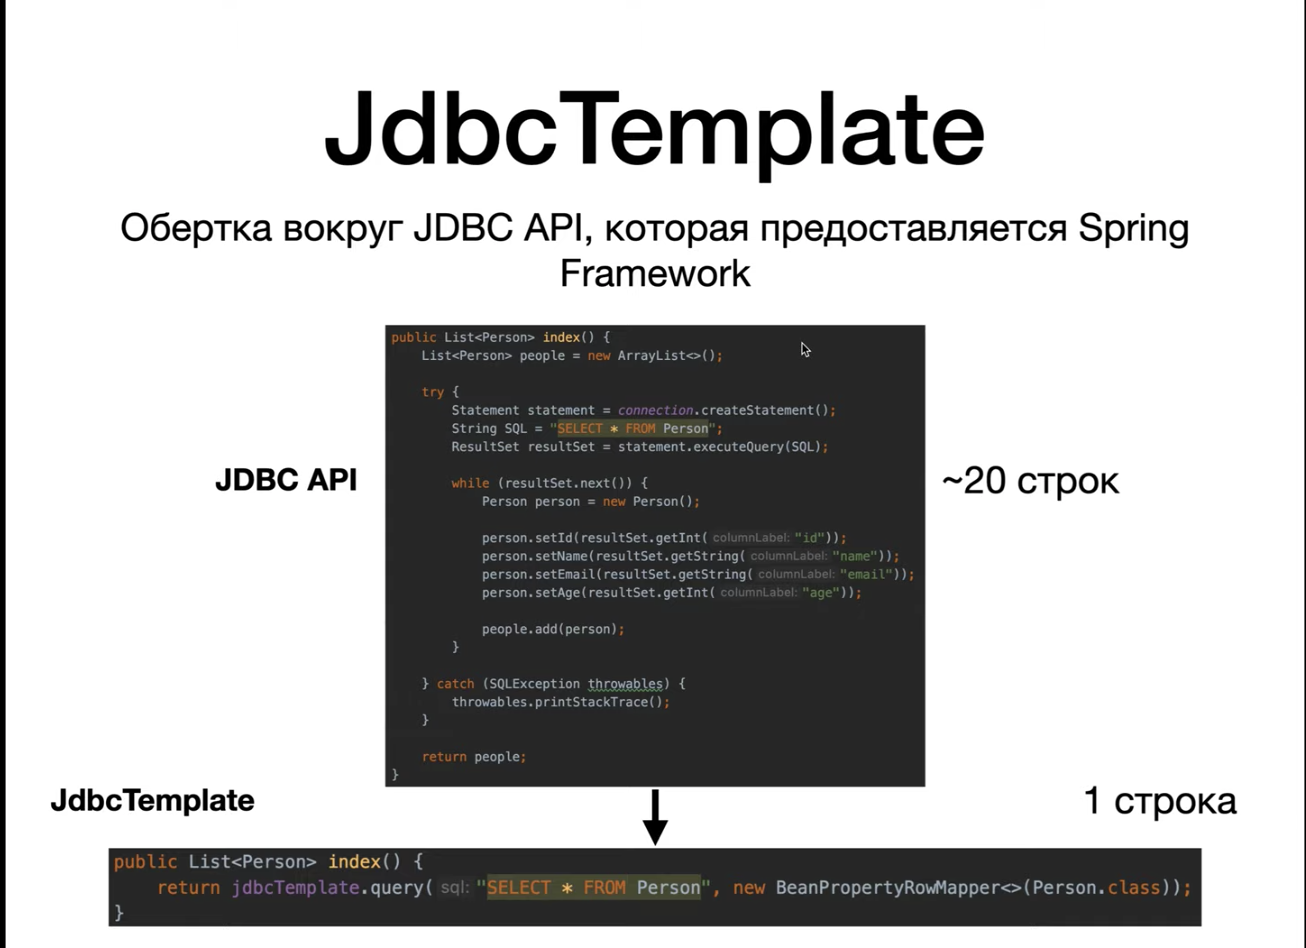 JdbcTemplate
Обертка вокруг JDBC API, которая предоставляется Spring
Framework
public List<Person> index() {
List<Person> people = new ArrayList<>();
try {
Statement statement = connection.createStatement();
String SQL = "SELECT * FROM Person";
ResultSet resultSet = statement.executeQuery(SQL);
JDBC API
~20 строк
while (resultSet.next()) {
Person person = new Person();
person.setId(resultSet.getInt( columnLabel: "id"));
person.setName(resultSet.getString( columnLabel: "name"));
person.setEmail(resultSet.getString( columnLabel: "email"));
person.setAge(resultSet.getInt( columnLabel: "age"));
people.add(person);
}
} catch (SQLException throwables) {
throwables.printStackTrace();
}
return people;
}
JdbcTemplate
1 строка
public List<Person> index() {
return jdbcTemplate.query( sql: "SELECT * FROM Person", new BeanPropertyRowMapper<>(Person.class));
}